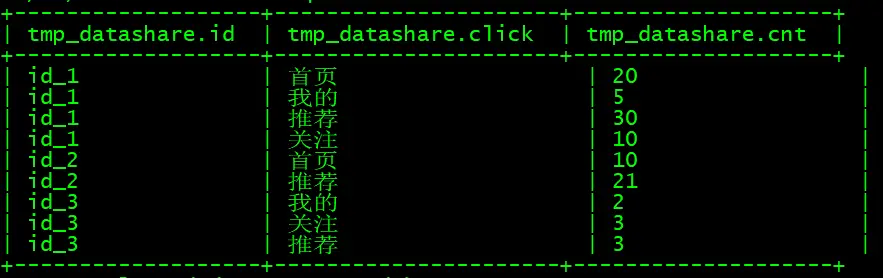 +--------------------+----------------------+--------------------+
| tmp_datashare.id | tmp_datashare.click | tmp_datashare.cnt |
+--------------------+----------------------+--------------------+
| id_1 | 首页 | 20 |
| id_1 | 我的 | 5 |
| id_1 | 推荐 | 30 |
| id_1 | 关注 | 10 |
| id_2 | 首页 | 10 |
| id_2 | 推荐 | 21 |
| id_3 | 我的 | 2 |
| id_3 | 关注 | 3 |
| id_3 | 推荐 | 3 |
+--------------------+----------------------+--------------------+